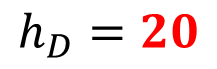 h_D = 20